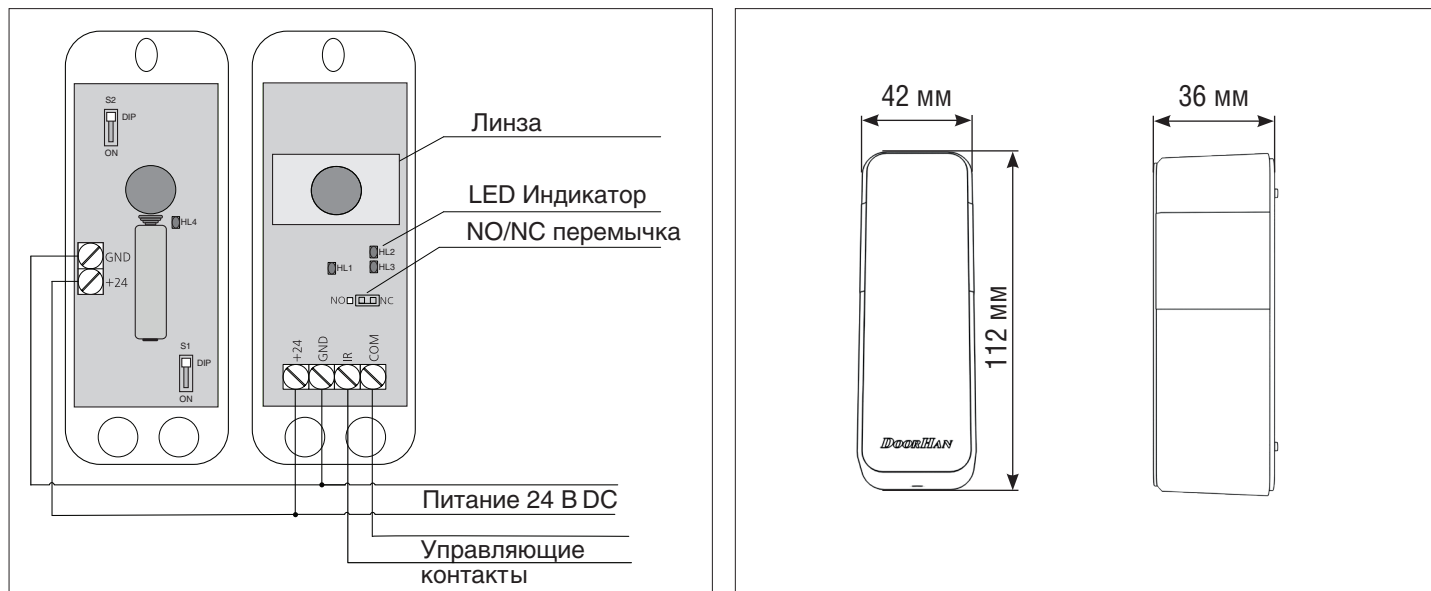 S2
DIP
ON
HL4
GND
+24
S1
DIP
ON
Линза
LED Индикатор
NO/NC перемычка
HL2
HL1
HL3
NO
NC
+24
GND
IR
COM
Питание 24 В DC
Управляющие
контакты
42 мм
36 мм
112 мм
DOORHAN